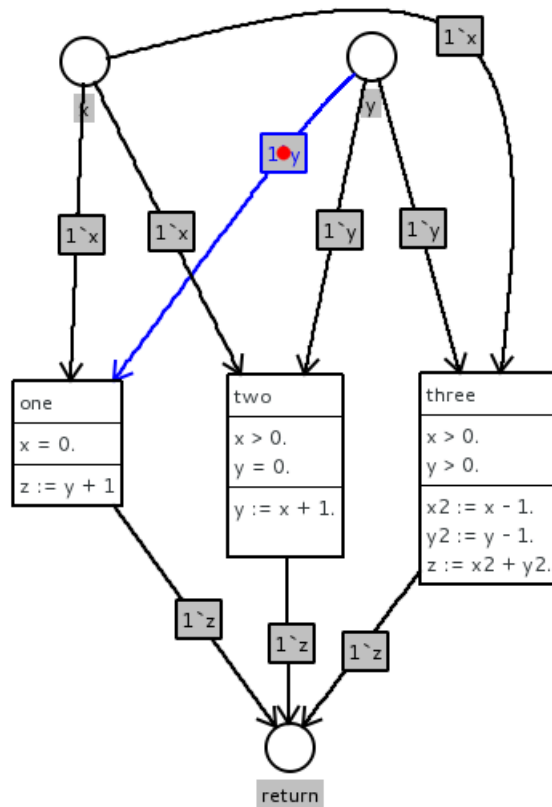 1`x
x
y
1`y
1`x
1`x
1`y
1`y
one
x = 0.
z := y + 1
two
x > 0.
y = 0.
y := x + 1.
three
x > 0.
y > 0.
x2 := x - 1.
y2 := y - 1.
z := x2 + y2.
1`z
1`z
1`z
return